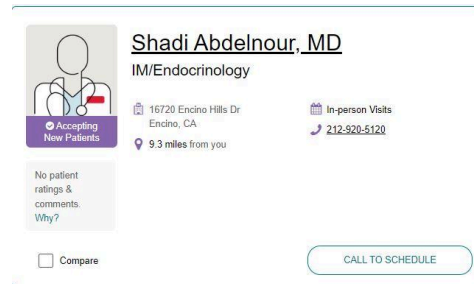 Shadi Abdelnour, MD
IM/Endocrinology
Accepting
New Patients
16720 Encino Hills Dr
Encino, CA
9.3 miles from you
In-person Visits
212-920-5120
No patient
ratings &
comments.
Why?
Compare
CALL TO SCHEDULE